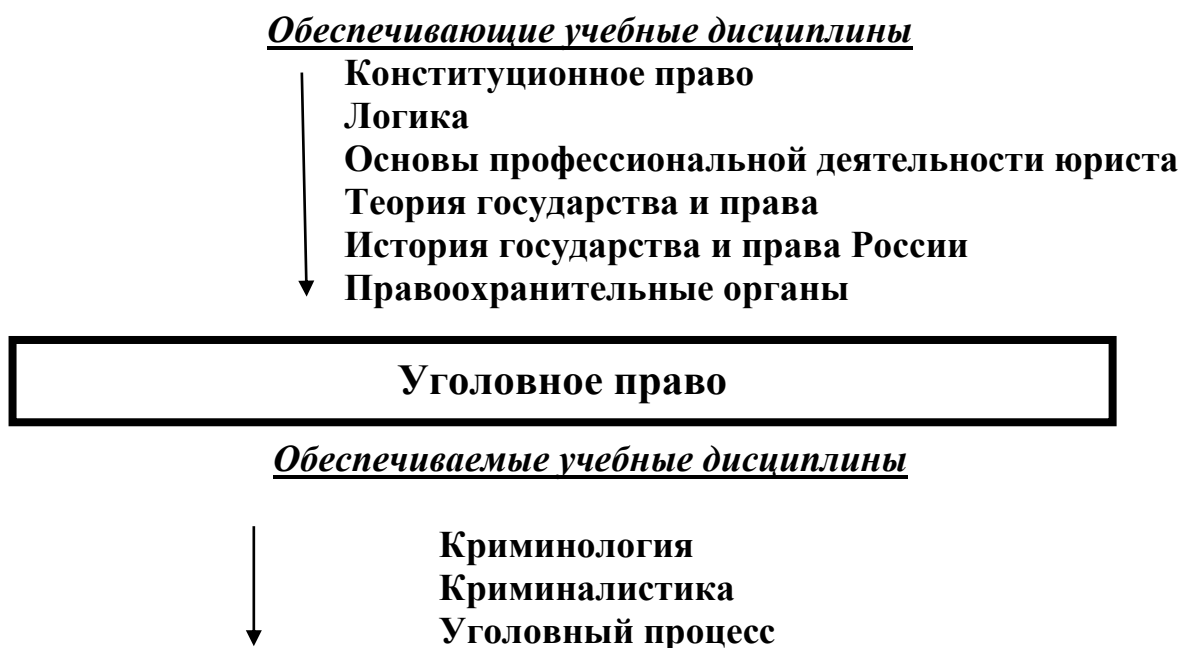 Обеспечивающие учебные дисциплины
Конституционное право
Логика
Основы профессиональной деятельности юриста
Теория государства и права
История государства и права России
Правоохранительные органы
Уголовное право
Обеспечиваемые учебные дисциплины
Криминология
Криминалистика
Уголовный процесс